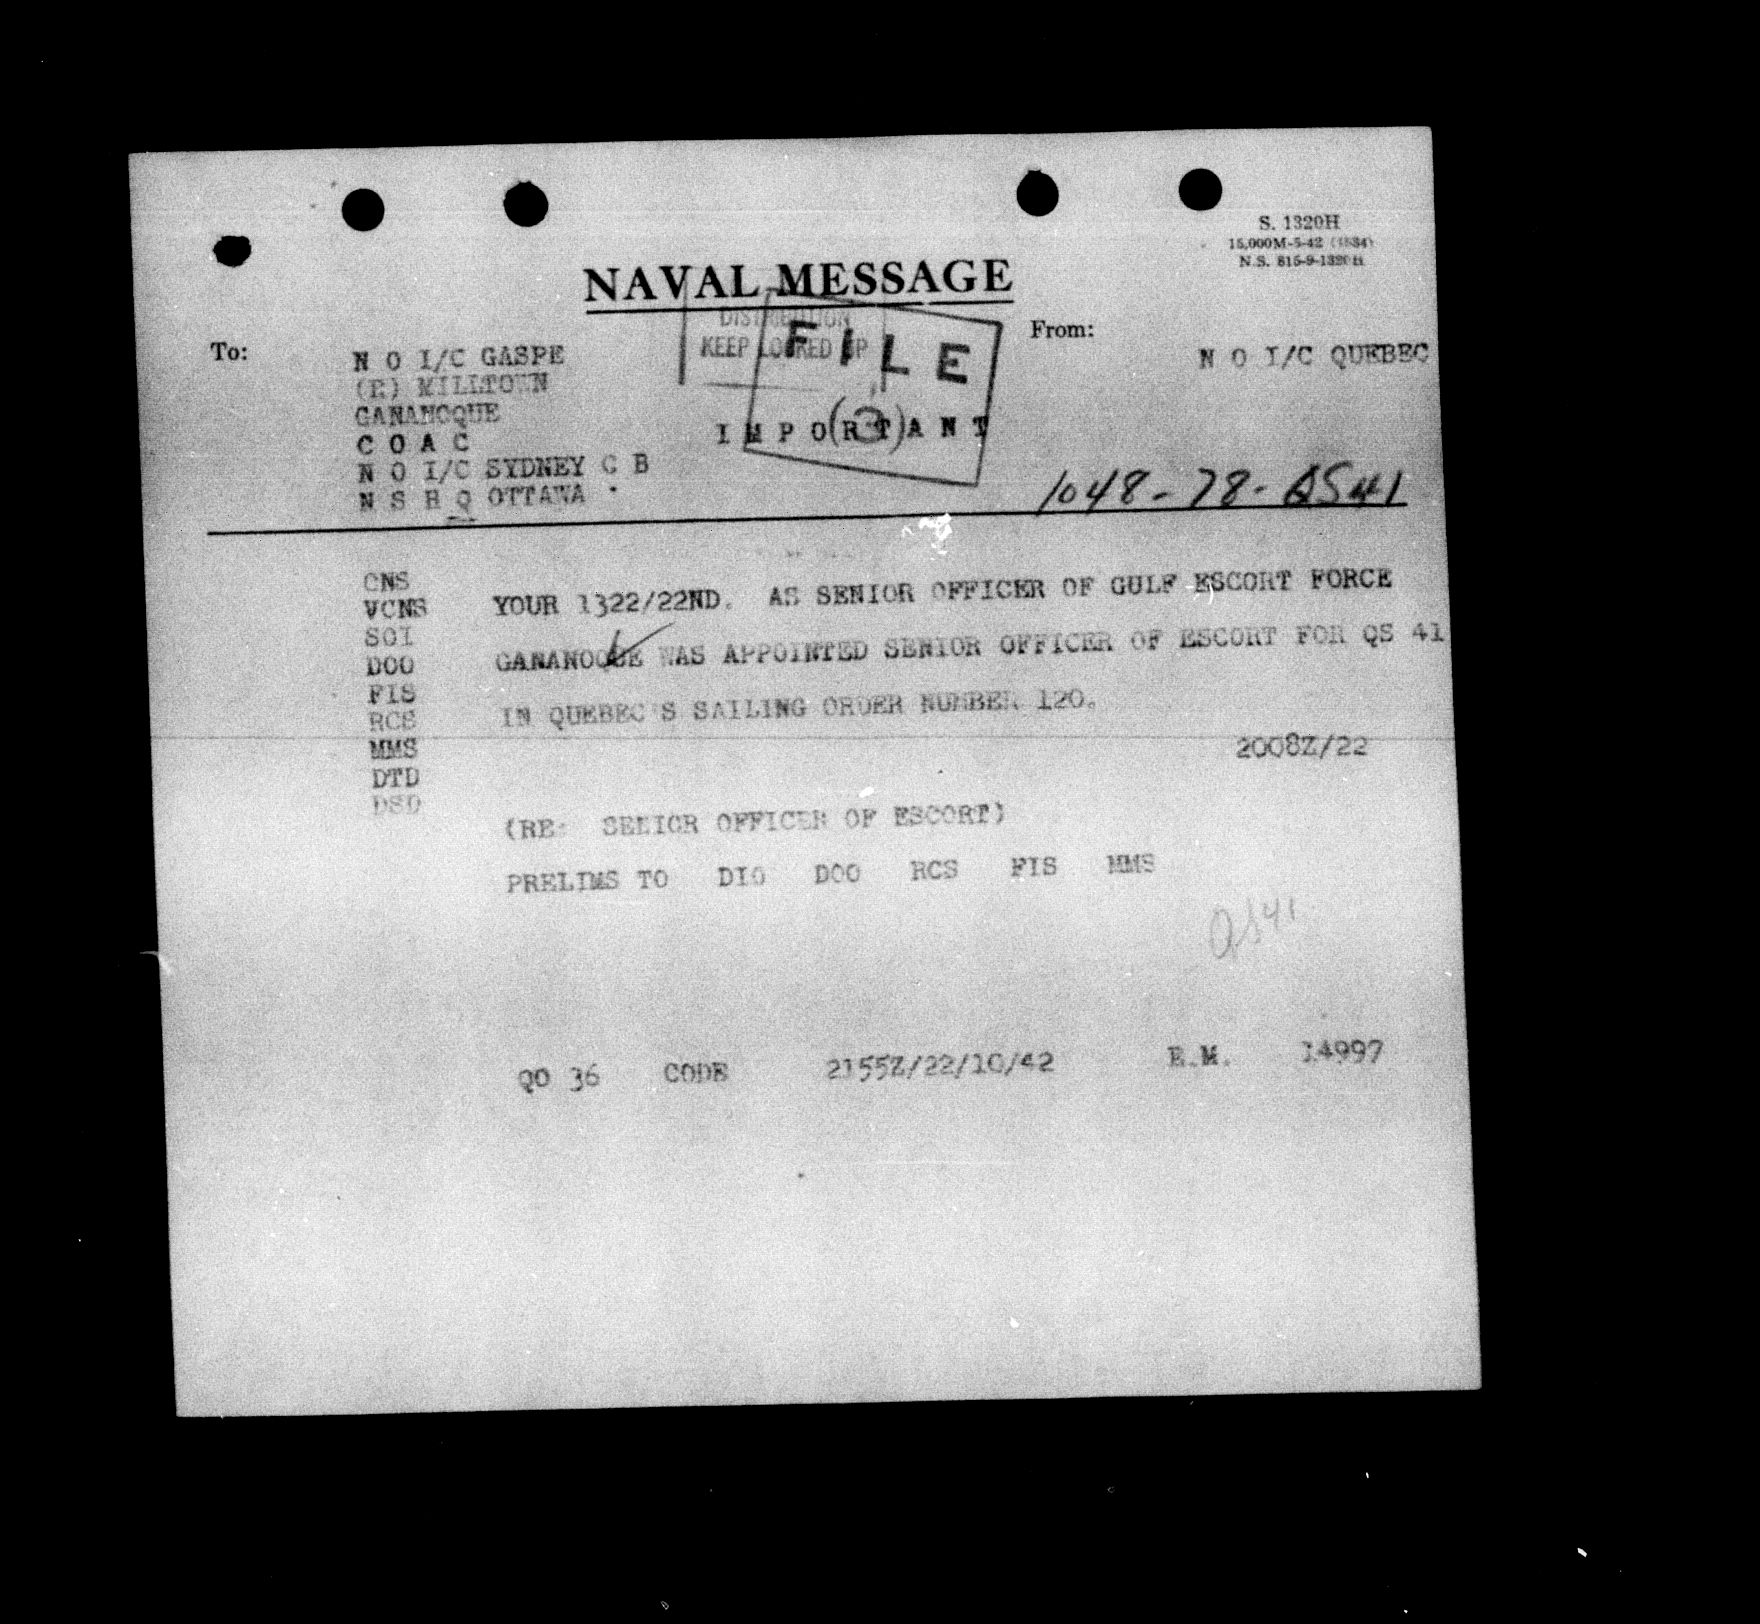 S. 1320H
15,000M-5-42 (1534)
N.S. 815-9-1320H
NAVAL MESSAGE
DISTRIBUTION
KEEP LOCKED UP
FILE
(3)
To:
From:
N O I/C GASPE
N O I/C QUEBEC
(R) MILLTOWN
GANANOQUE
C O A C
IMPORTANT
N O I/C SYDNEY C B
N S H Q OTTAWA
1048-78-QS41
CNS
VCNS
SOI
DOO
FIS
RCS
MMS
DTD
DSD
YOUR 1322/22ND. AS SENIOR OFFICER OF GULF ESCORT FORCE
GANANOQUE WAS APPOINTED SENIOR OFFICER OF ESCORT FOR QS 41
IN QUEBEC'S SAILING ORDER NUMBER 120.
2008Z/22
(RE: SENIOR OFFICER OF ESCORT)
PRELIMS TO DIO DOO RCS FIS MMS
QS41
QO 36 CODE 2155Z/22/10/42 E.M. 14997